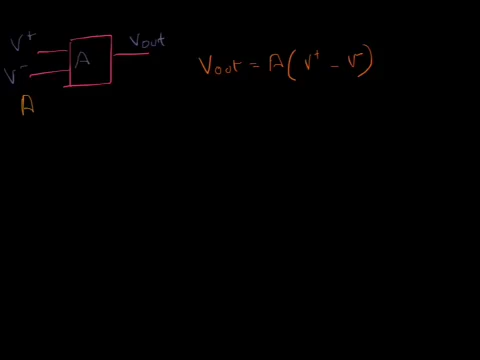 V⁺
Vout
A
V⁻
A
Vout = A(V⁺ - V⁻)